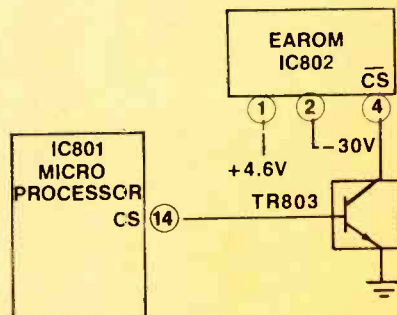 EAROM
IC802
CS
1
2
4
-30V
+4.6V
IC801
MICRO
PROCESSOR
CS 14
TR803